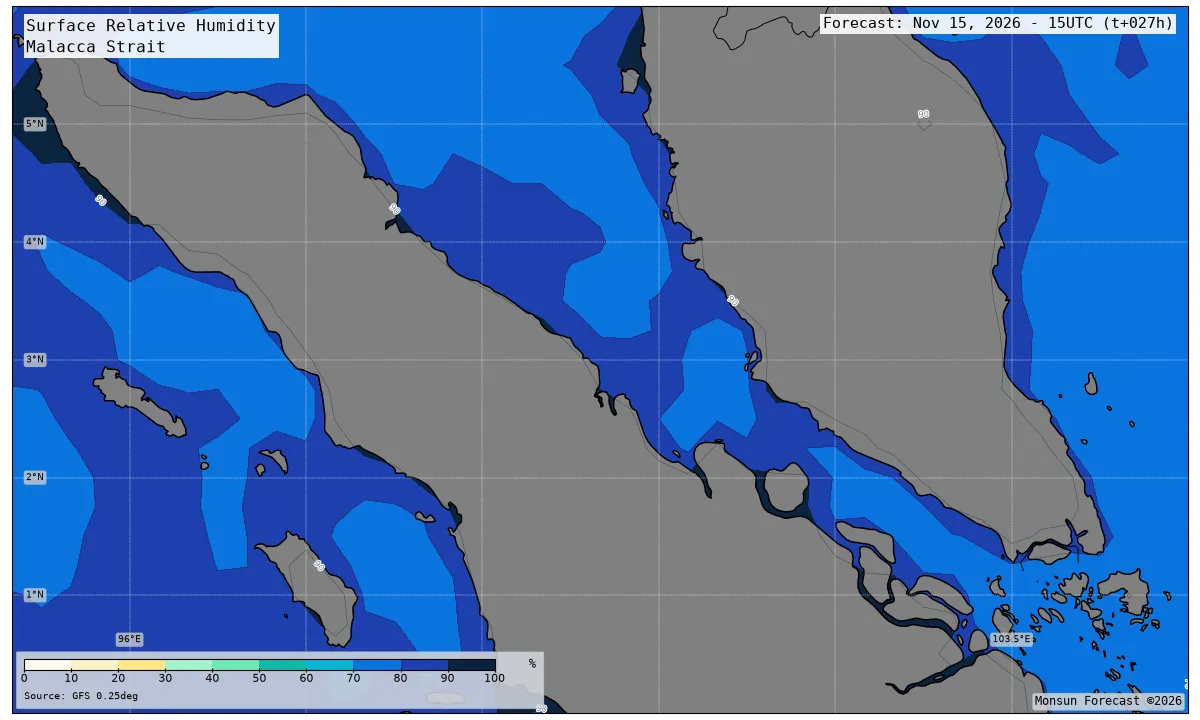 Surface Relative Humidity
Malacca Strait
Forecast: Nov 15, 2026 - 15UTC (t+027h)
90
5°N
90
90
4°N
90
3°N
2°N
90
1°N
96°E
103.5°E
%
0 10 20 30 40 50 60 70 80 90 100
Source: GFS 0.25deg
90
Monsun Forecast ©2026